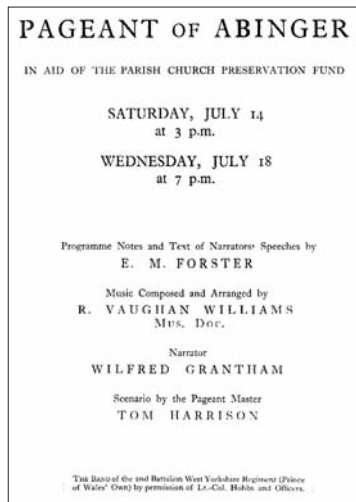 PAGEANT OF ABINGER
IN AID OF THE PARISH CHURCH PRESERVATION FUND
SATURDAY, JULY 14
at 3 p.m.
WEDNESDAY, JULY 18
at 7 p.m.
Programme Notes and Text of Narrators' Speeches by
E. M. FORSTER
Music Composed and Arranged by
R. VAUGHAN WILLIAMS
Mus. Doc.
Narrator
WILFRED GRANTHAM
Scenario by the Pageant Master
TOM HARRISON
THE BAND of the 2nd Battalion West Yorkshire Regiment (Prince
of Wales' Own) by permission of Lt.-Col. Hobbs and Officers.